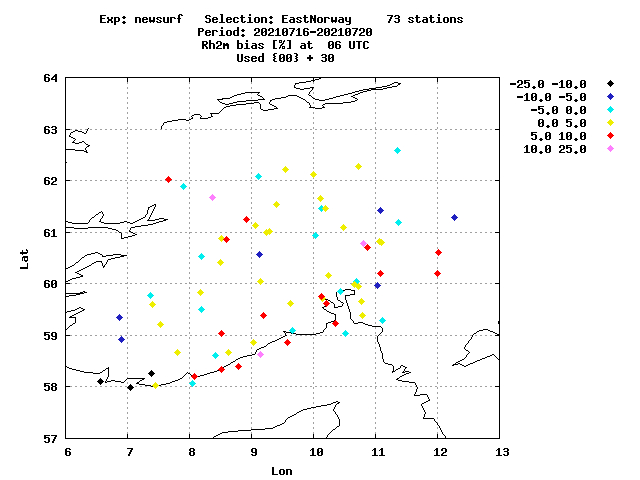 Exp: newsurf   Selection: EastNorway     73 stations
Period: 20210716-20210720
Rh2m bias [%] at  06 UTC
Used {00} + 30
-25.0 -10.0
-10.0 -5.0
-5.0 0.0
0.0 5.0
5.0 10.0
10.0 25.0
64
63
62
61
60
59
58
57
Lat
6 7 8 9 10 11 12 13
Lon